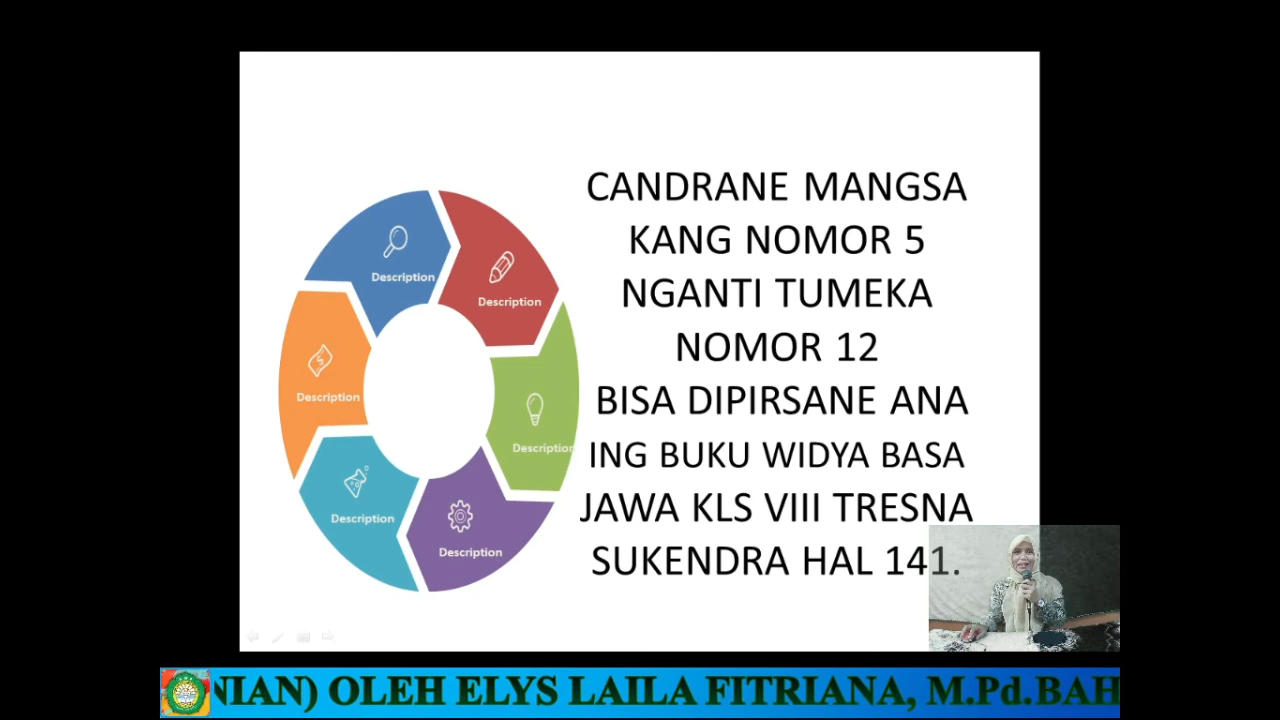 CANDRANE MANGSA
KANG NOMOR 5
NGANTI TUMEKA
NOMOR 12
BISA DIPIRSANE ANA
ING BUKU WIDYA BASA
JAWA KLS VIII TRESNA
SUKENDRA HAL 141.
Description
Description
Description
Description
Description
Description
NIAN) OLEH ELYS LAILA FITRIANA, M.Pd.BAH